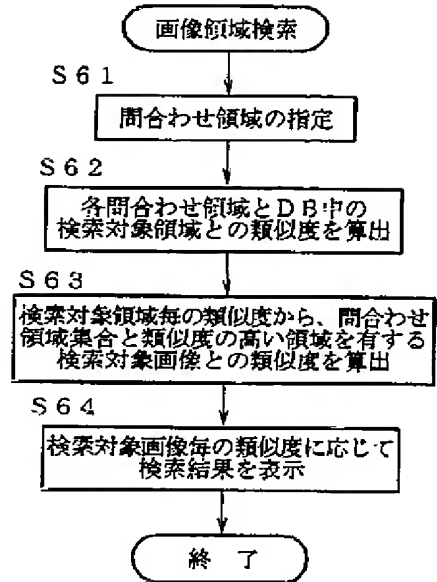 画像領域検索
S61
問合わせ領域の指定
S62
各問合わせ領域とDB中の
検索対象領域との類似度を算出
S63
検索対象領域毎の類似度から、問合わせ
領域集合と類似度の高い領域を有する
検索対象画像との類似度を算出
S64
検索対象画像毎の類似度に応じて
検索結果を表示
終了